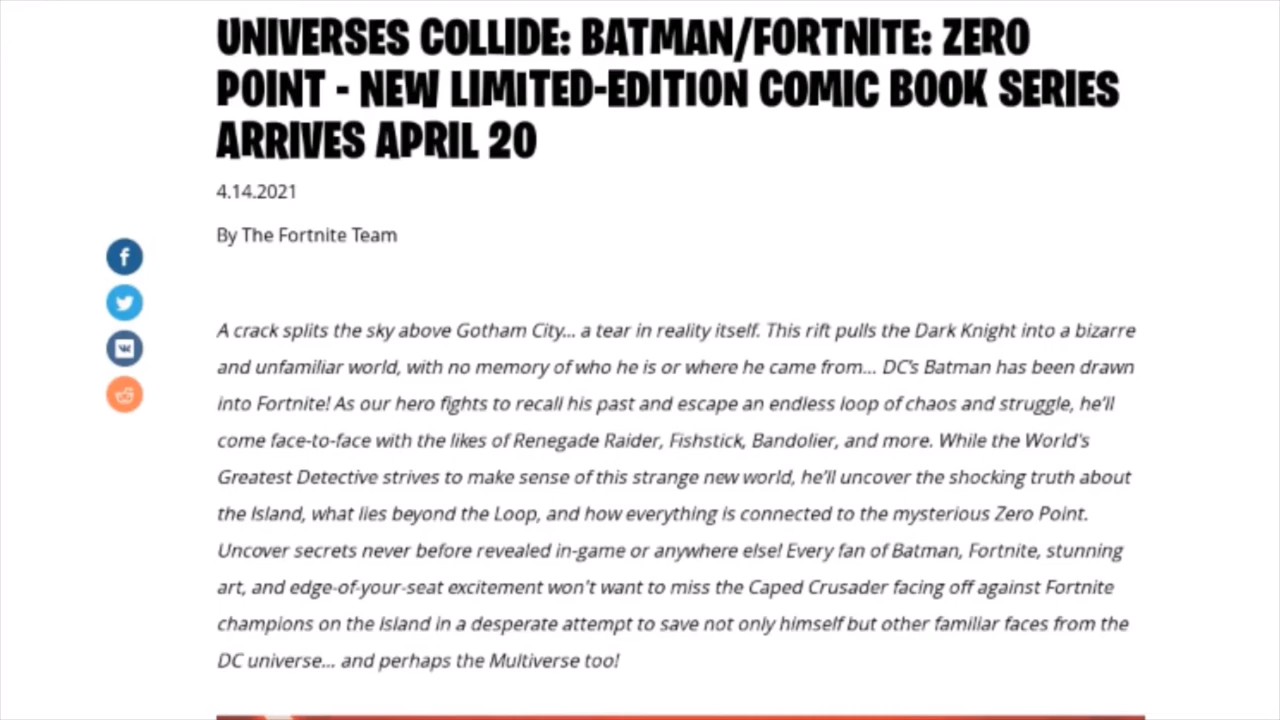 UNIVERSES COLLIDE: BATMAN/FORTNITE: ZERO
POINT - NEW LIMITED-EDITION COMIC BOOK SERIES
ARRIVES APRIL 20
4.14.2021
By The Fortnite Team
A crack splits the sky above Gotham City... a tear in reality itself. This rift pulls the Dark Knight into a bizarre
and unfamiliar world, with no memory of who he is or where he came from... DC's Batman has been drawn
into Fortnite! As our hero fights to recall his past and escape an endless loop of chaos and struggle, he'll
come face-to-face with the likes of Renegade Raider, Fishstick, Bandolier, and more. While the World's
Greatest Detective strives to make sense of this strange new world, he'll uncover the shocking truth about
the Island, what lies beyond the Loop, and how everything is connected to the mysterious Zero Point.
Uncover secrets never before revealed in-game or anywhere else! Every fan of Batman, Fortnite, stunning
art, and edge-of-your-seat excitement won't want to miss the Caped Crusader facing off against Fortnite
champions on the Island in a desperate attempt to save not only himself but other familiar faces from the
DC universe... and perhaps the Multiverse too!